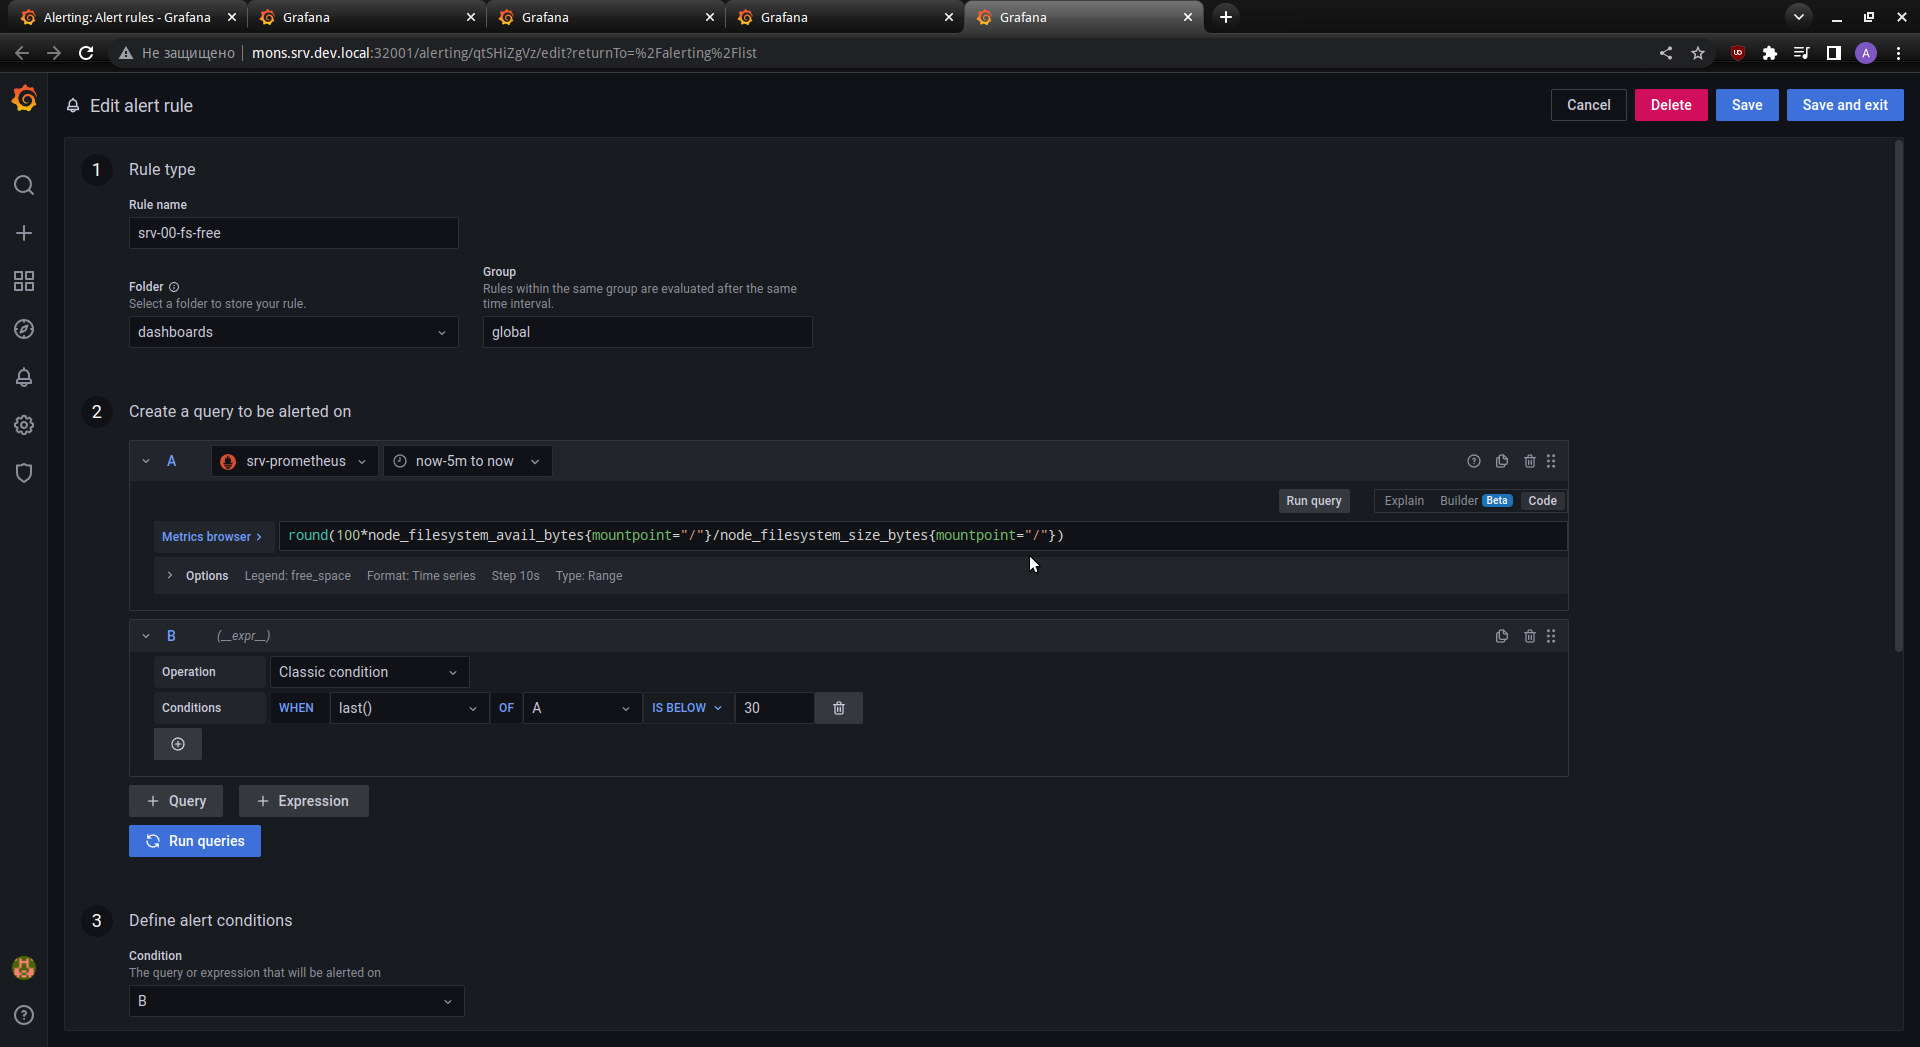 Alerting: Alert rules - Grafana
Grafana
Grafana
Grafana
Grafana
Не защищено
mons.srv.dev.local:32001/alerting/qtSHiZgVz/edit?returnTo=%2Falerting%2Flist
A
Edit alert rule
Cancel
Delete
Save
Save and exit
1
Rule type
Rule name
srv-00-fs-free
Folder
Select a folder to store your rule.
dashboards
Group
Rules within the same group are evaluated after the same
time interval.
global
2
Create a query to be alerted on
A
srv-prometheus
now-5m to now
Run query
Explain
Builder Beta
Code
Metrics browser >
round(100*node_filesystem_avail_bytes{mountpoint="/"}/node_filesystem_size_bytes{mountpoint="/"})
Options Legend: free_space Format: Time series Step 10s Type: Range
B
(__expr__)
Operation
Classic condition
Conditions
WHEN
last()
OF
A
IS BELOW
30
+ Query
+ Expression
Run queries
3
Define alert conditions
Condition
The query or expression that will be alerted on
B